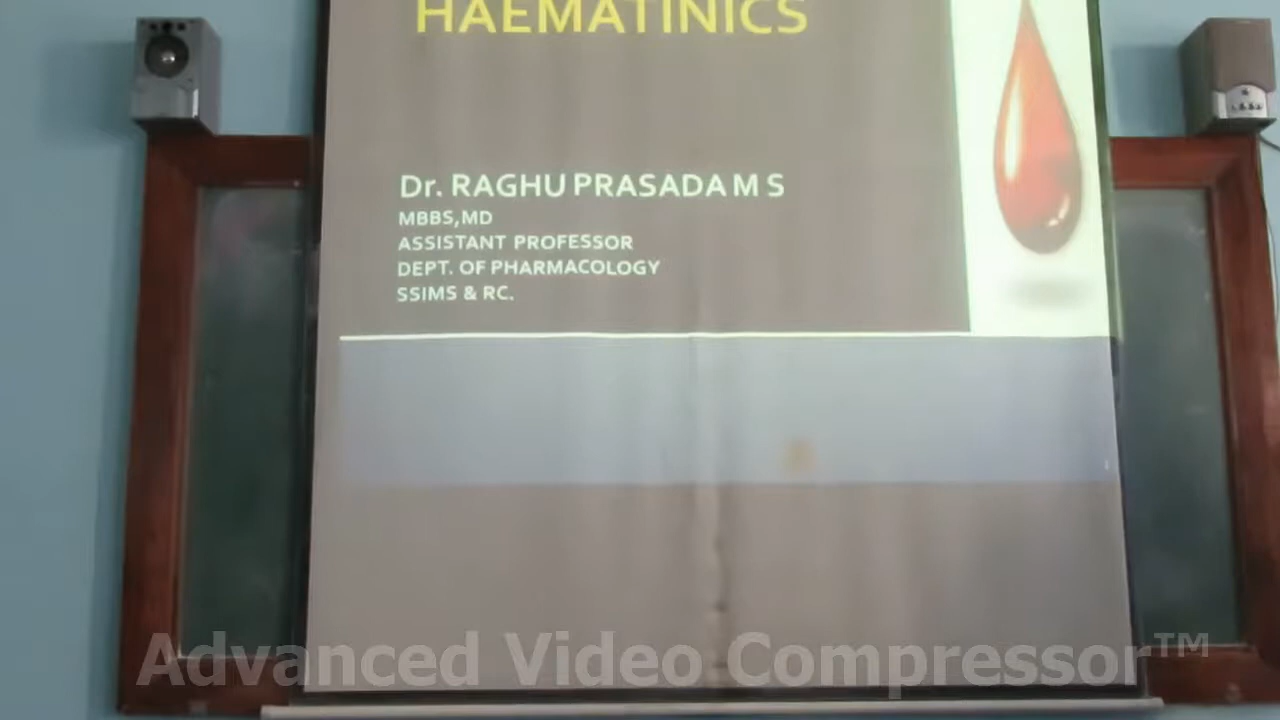 HAEMATINICS
Dr. RAGHU PRASADA M S
MBBS,MD
ASSISTANT PROFESSOR
DEPT. OF PHARMACOLOGY
SSIMS & RC.
Advanced Video Compressor™